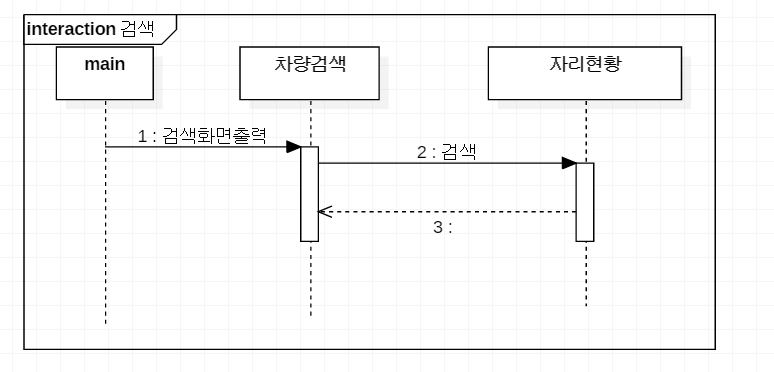 interaction 검색
main
차량검색
자리현황
1 : 검색화면출력
2 : 검색
3 :